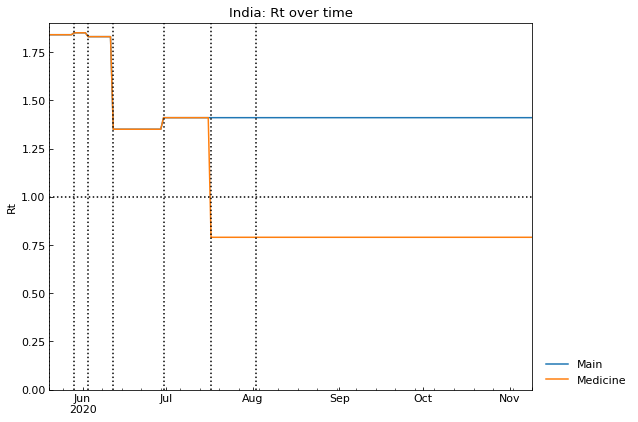 India: Rt over time
Rt
1.75
1.50
1.25
1.00
0.75
0.50
0.25
0.00
Jun
2020
Jul
Aug
Sep
Oct
Nov
Main
Medicine